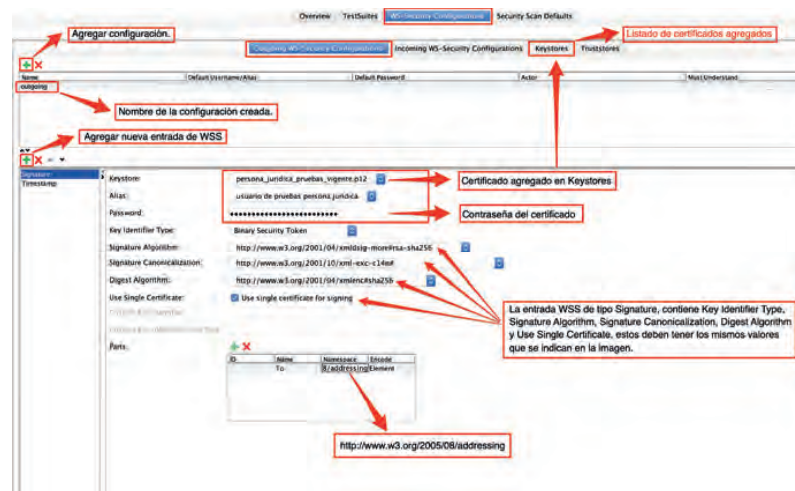 Overview TestSuites WS-Security Configurations Security Scan Defaults
Agregar configuración.
Listado de certificados agregados
Outgoing WS-Security Configurations Incoming WS-Security Configurations Keystores Truststores
Name Default Username/Alias Default Password Actor Must Understand
outgoing
Nombre de la configuración creada.
Agregar nueva entrada de WSS
Signature
Timestamp
Keystore: persona_juridica_pruebas_vigente.p12
Certificado agregado en Keystores
Alias: usuario de pruebas persona juridica
Password: ••••••••••••••••••••••••••
Contraseña del certificado
Key Identifier Type: Binary Security Token
Signature Algorithm: http://www.w3.org/2001/04/xmldsig-more#rsa-sha256
Signature Canonicalization: http://www.w3.org/2001/10/xml-exc-c14n#
Digest Algorithm: http://www.w3.org/2001/04/xmlenc#sha256
Use Single Certificate: Use single certificate for signing
La entrada WSS de tipo Signature, contiene Key Identifier Type,
Signature Algorithm, Signature Canonicalization, Digest Algorithm
y Use Single Certificate, estos deben tener los mismos valores
que se indican en la imagen.
Parts:
ID Name Namespace Encode
To 8/addressing Element
http://www.w3.org/2005/08/addressing